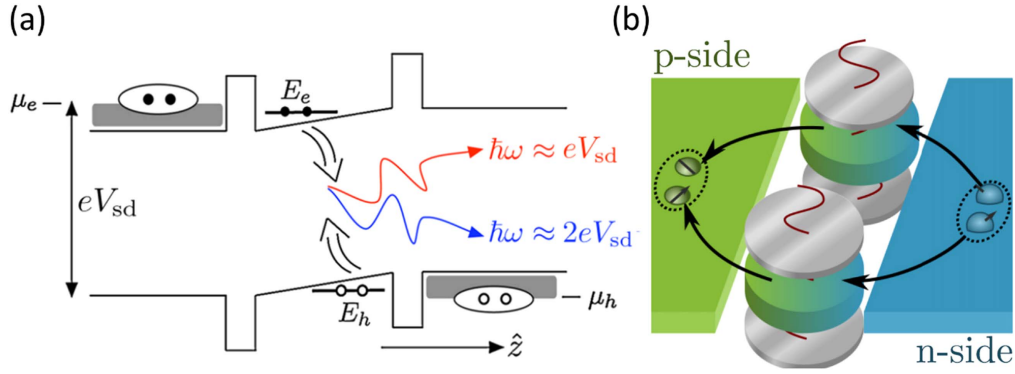 (a)
μ_e
E_e
ħω ≈ eV_sd
eV_sd
ħω ≈ 2eV_sd
E_h
μ_h
ẑ
(b)
p-side
n-side